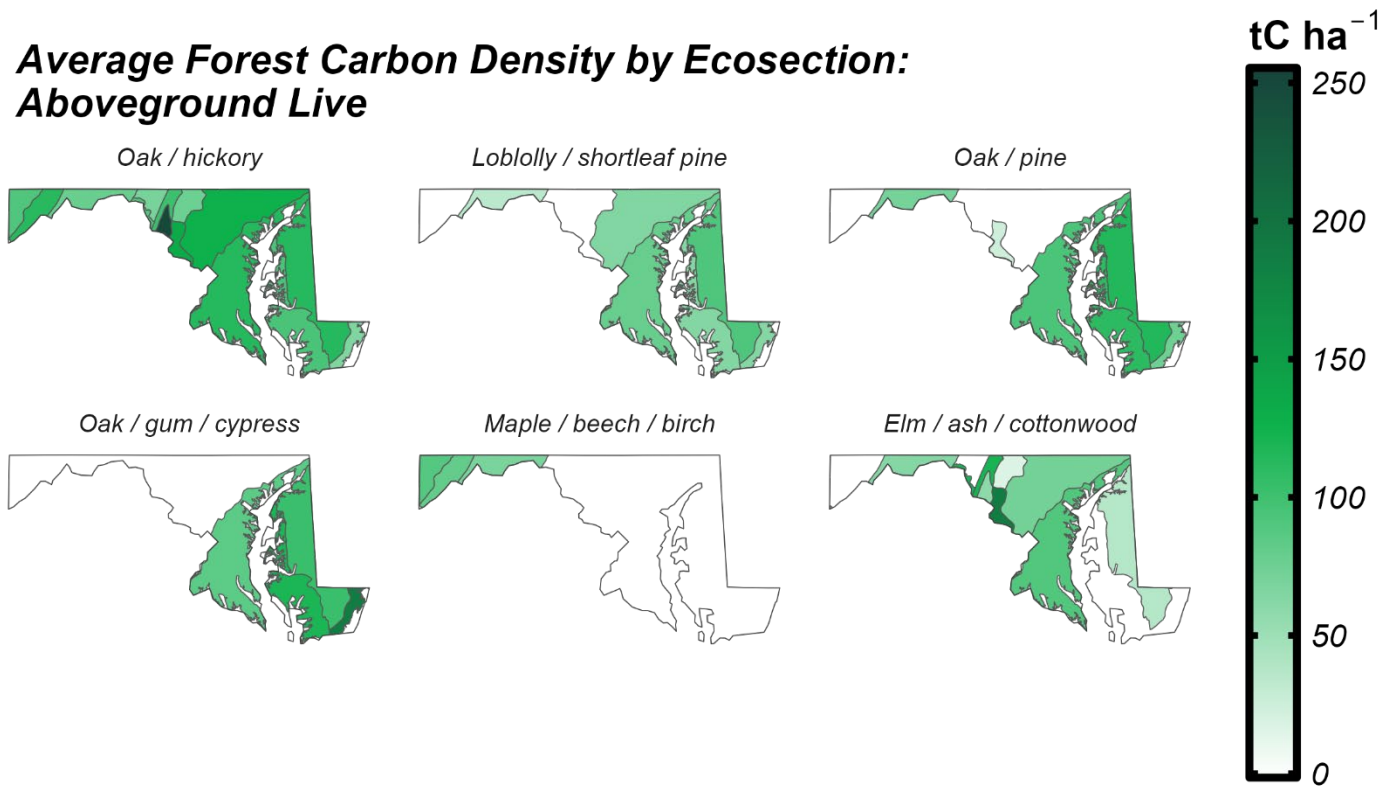 Average Forest Carbon Density by Ecosection:
Aboveground Live
tC ha⁻¹
Oak / hickory
Loblolly / shortleaf pine
Oak / pine
Oak / gum / cypress
Maple / beech / birch
Elm / ash / cottonwood
250
200
150
100
50
0